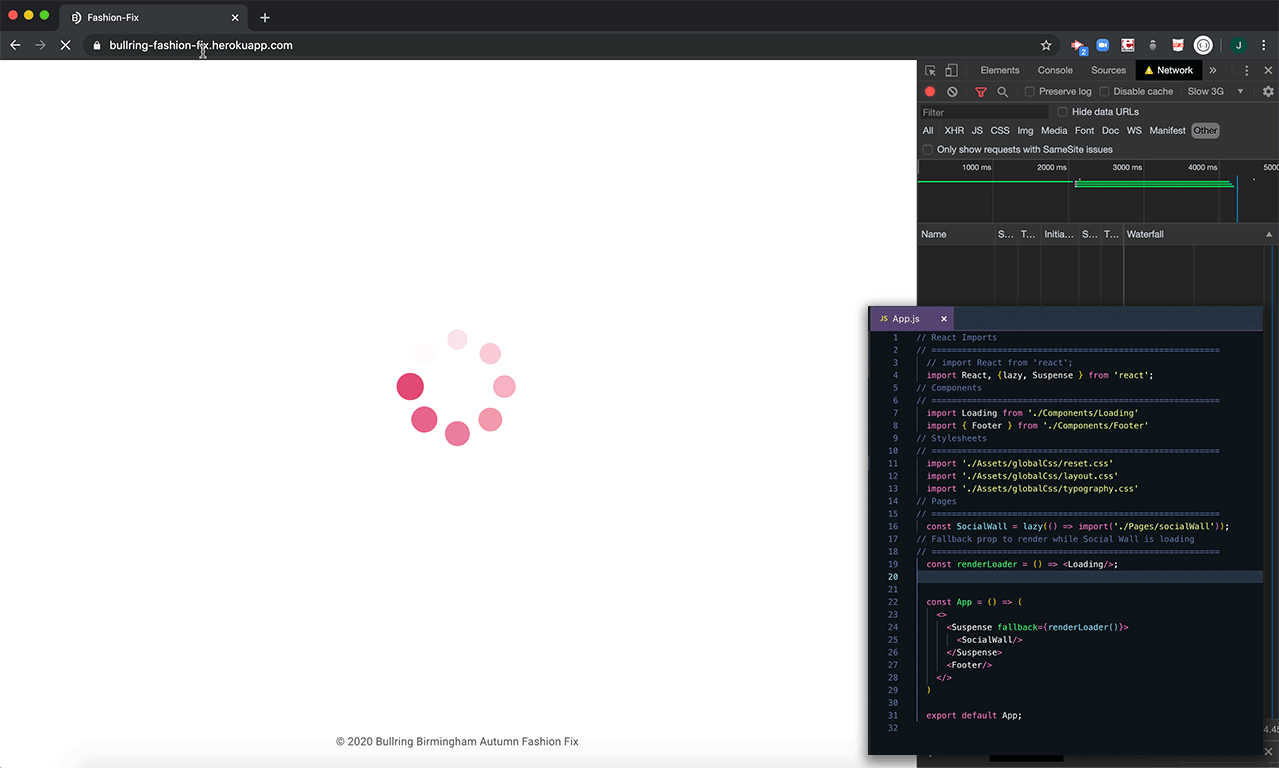 Fashion-Fix
bullring-fashion-fix.herokuapp.com
2
J
Elements Console Sources Network »
Preserve log Disable cache Slow 3G
Filter Hide data URLs
All XHR JS CSS Img Media Font Doc WS Manifest Other
Only show requests with SameSite issues
1000 ms 2000 ms 3000 ms 4000 ms 5000
Name S... T... Initia... S... T... Waterfall
JS App.js
1 // React Imports
2 // =========================================================
3 // import React from 'react';
4 import React, {lazy, Suspense } from 'react';
5 // Components
6 // =========================================================
7 import Loading from './Components/Loading'
8 import { Footer } from './Components/Footer'
9 // Stylesheets
10 // =========================================================
11 import './Assets/globalCss/reset.css'
12 import './Assets/globalCss/layout.css'
13 import './Assets/globalCss/typography.css'
14 // Pages
15 // =========================================================
16 const SocialWall = lazy(() => import('./Pages/socialWall'));
17 // Fallback prop to render while Social Wall is loading
18 // =========================================================
19 const renderLoader = () => <Loading/>;
20
21
22 const App = () => (
23 <>
24 <Suspense fallback={renderLoader()}>
25 <SocialWall/>
26 </Suspense>
27 <Footer/>
28 </>
29 )
30
31 export default App;
32
4.45
© 2020 Bullring Birmingham Autumn Fashion Fix